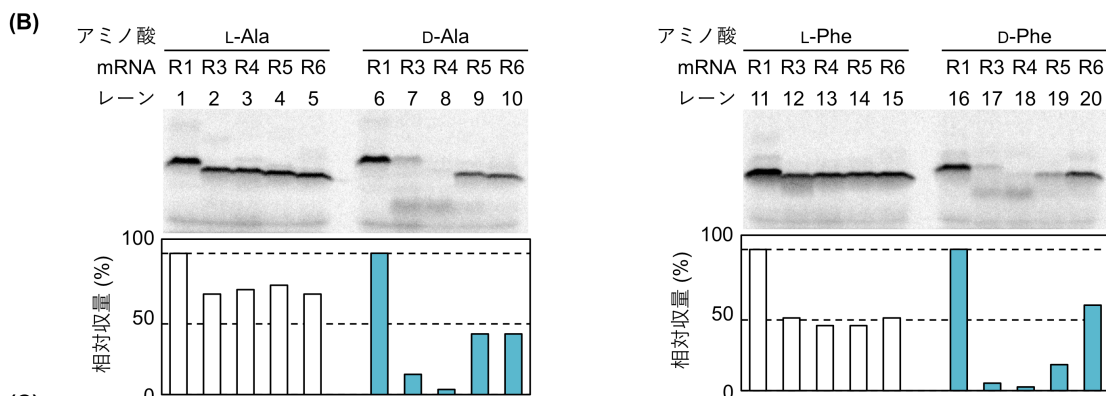 (B)
アミノ酸 L-Ala D-Ala
mRNA R1 R3 R4 R5 R6 R1 R3 R4 R5 R6
レーン 1 2 3 4 5 6 7 8 9 10
100
50
0
相対収量 (%)
アミノ酸 L-Phe D-Phe
mRNA R1 R3 R4 R5 R6 R1 R3 R4 R5 R6
レーン 11 12 13 14 15 16 17 18 19 20
100
50
0
相対収量 (%)